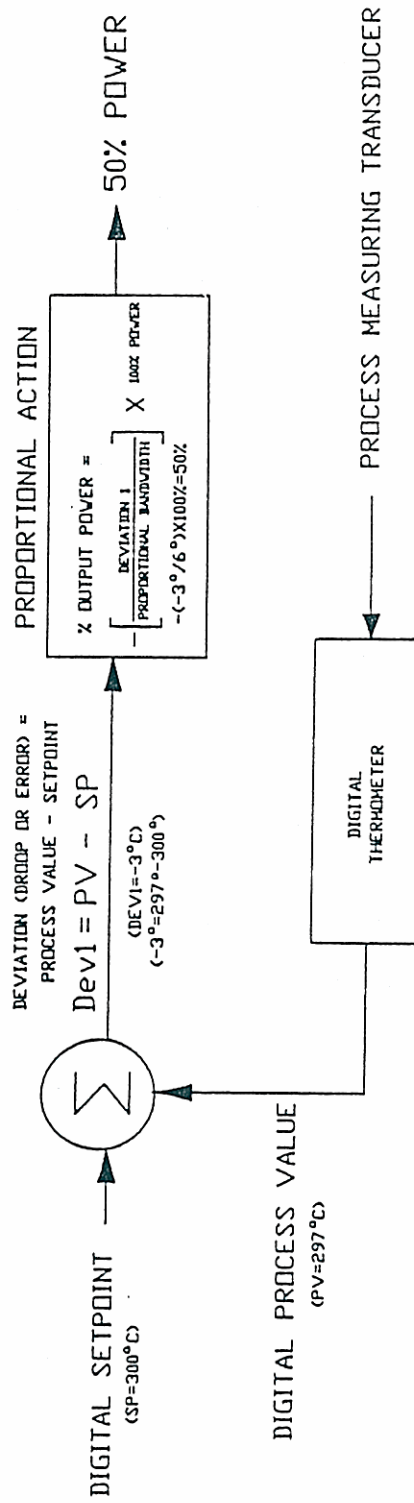 DIGITAL SETPOINT
(SP=300°C)
DEVIATION (DROOP OR ERROR) =
PROCESS VALUE - SETPOINT
Dev1 = PV - SP
Σ
(DEV1=-3°C)
(-3°=297°-300°)
PROPORTIONAL ACTION
% OUTPUT POWER =
- [ DEVIATION 1
PROPORTIONAL BANDWIDTH ] X 100% POWER
-(-3°/6°)X100%=50%
50% POWER
DIGITAL PROCESS VALUE
(PV=297°C)
DIGITAL
THERMOMETER
PROCESS MEASURING TRANSDUCER